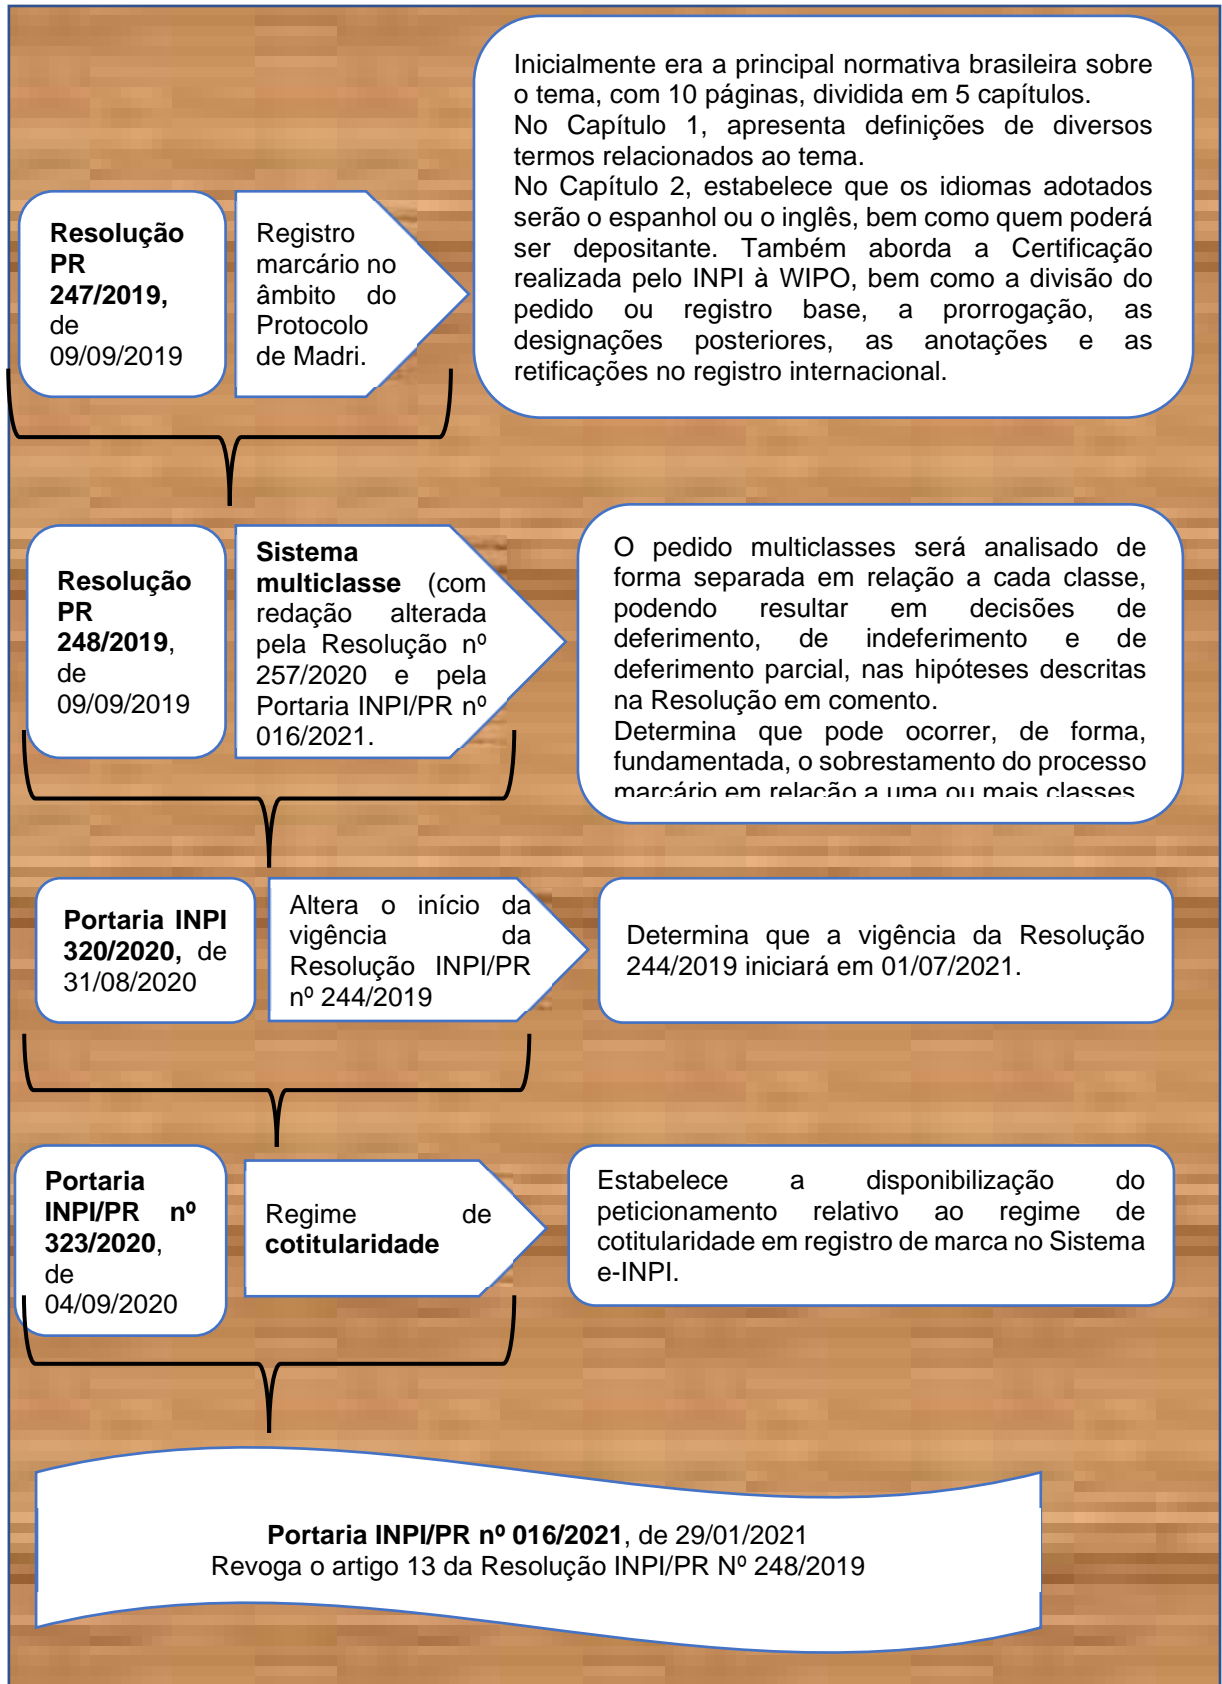 Resolução
PR
247/2019,
de
09/09/2019
Registro
marcário no
âmbito do
Protocolo
de Madri.
Inicialmente era a principal normativa brasileira sobre
o tema, com 10 páginas, dividida em 5 capítulos.
No Capítulo 1, apresenta definições de diversos
termos relacionados ao tema.
No Capítulo 2, estabelece que os idiomas adotados
serão o espanhol ou o inglês, bem como quem poderá
ser depositante. Também aborda a Certificação
realizada pelo INPI à WIPO, bem como a divisão do
pedido ou registro base, a prorrogação, as
designações posteriores, as anotações e as
retificações no registro internacional.
Resolução
PR
248/2019,
de
09/09/2019
Sistema
multiclasse (com
redação alterada
pela Resolução nº
257/2020 e pela
Portaria INPI/PR nº
016/2021.
O pedido multiclasses será analisado de
forma separada em relação a cada classe,
podendo resultar em decisões de
deferimento, de indeferimento e de
deferimento parcial, nas hipóteses descritas
na Resolução em comento.
Determina que pode ocorrer, de forma,
fundamentada, o sobrestamento do processo
marcário em relação a uma ou mais classes
Portaria INPI
320/2020, de
31/08/2020
Altera o início da
vigência da
Resolução INPI/PR
nº 244/2019
Determina que a vigência da Resolução
244/2019 iniciará em 01/07/2021.
Portaria
INPI/PR nº
323/2020,
de
04/09/2020
Regime de
cotitularidade
Estabelece a disponibilização do
peticionamento relativo ao regime de
cotitularidade em registro de marca no Sistema
e-INPI.
Portaria INPI/PR nº 016/2021, de 29/01/2021
Revoga o artigo 13 da Resolução INPI/PR Nº 248/2019